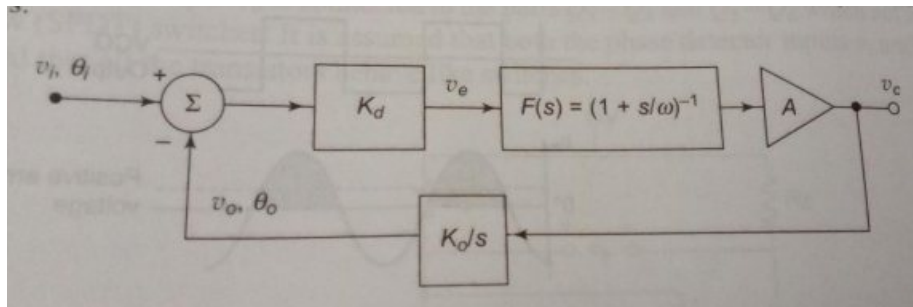 s.
v_i, θ_i
+
Σ
−
K_d
v_e
F(s) = (1 + s/ω)⁻¹
A
v_c
v_o, θ_o
K_o/s